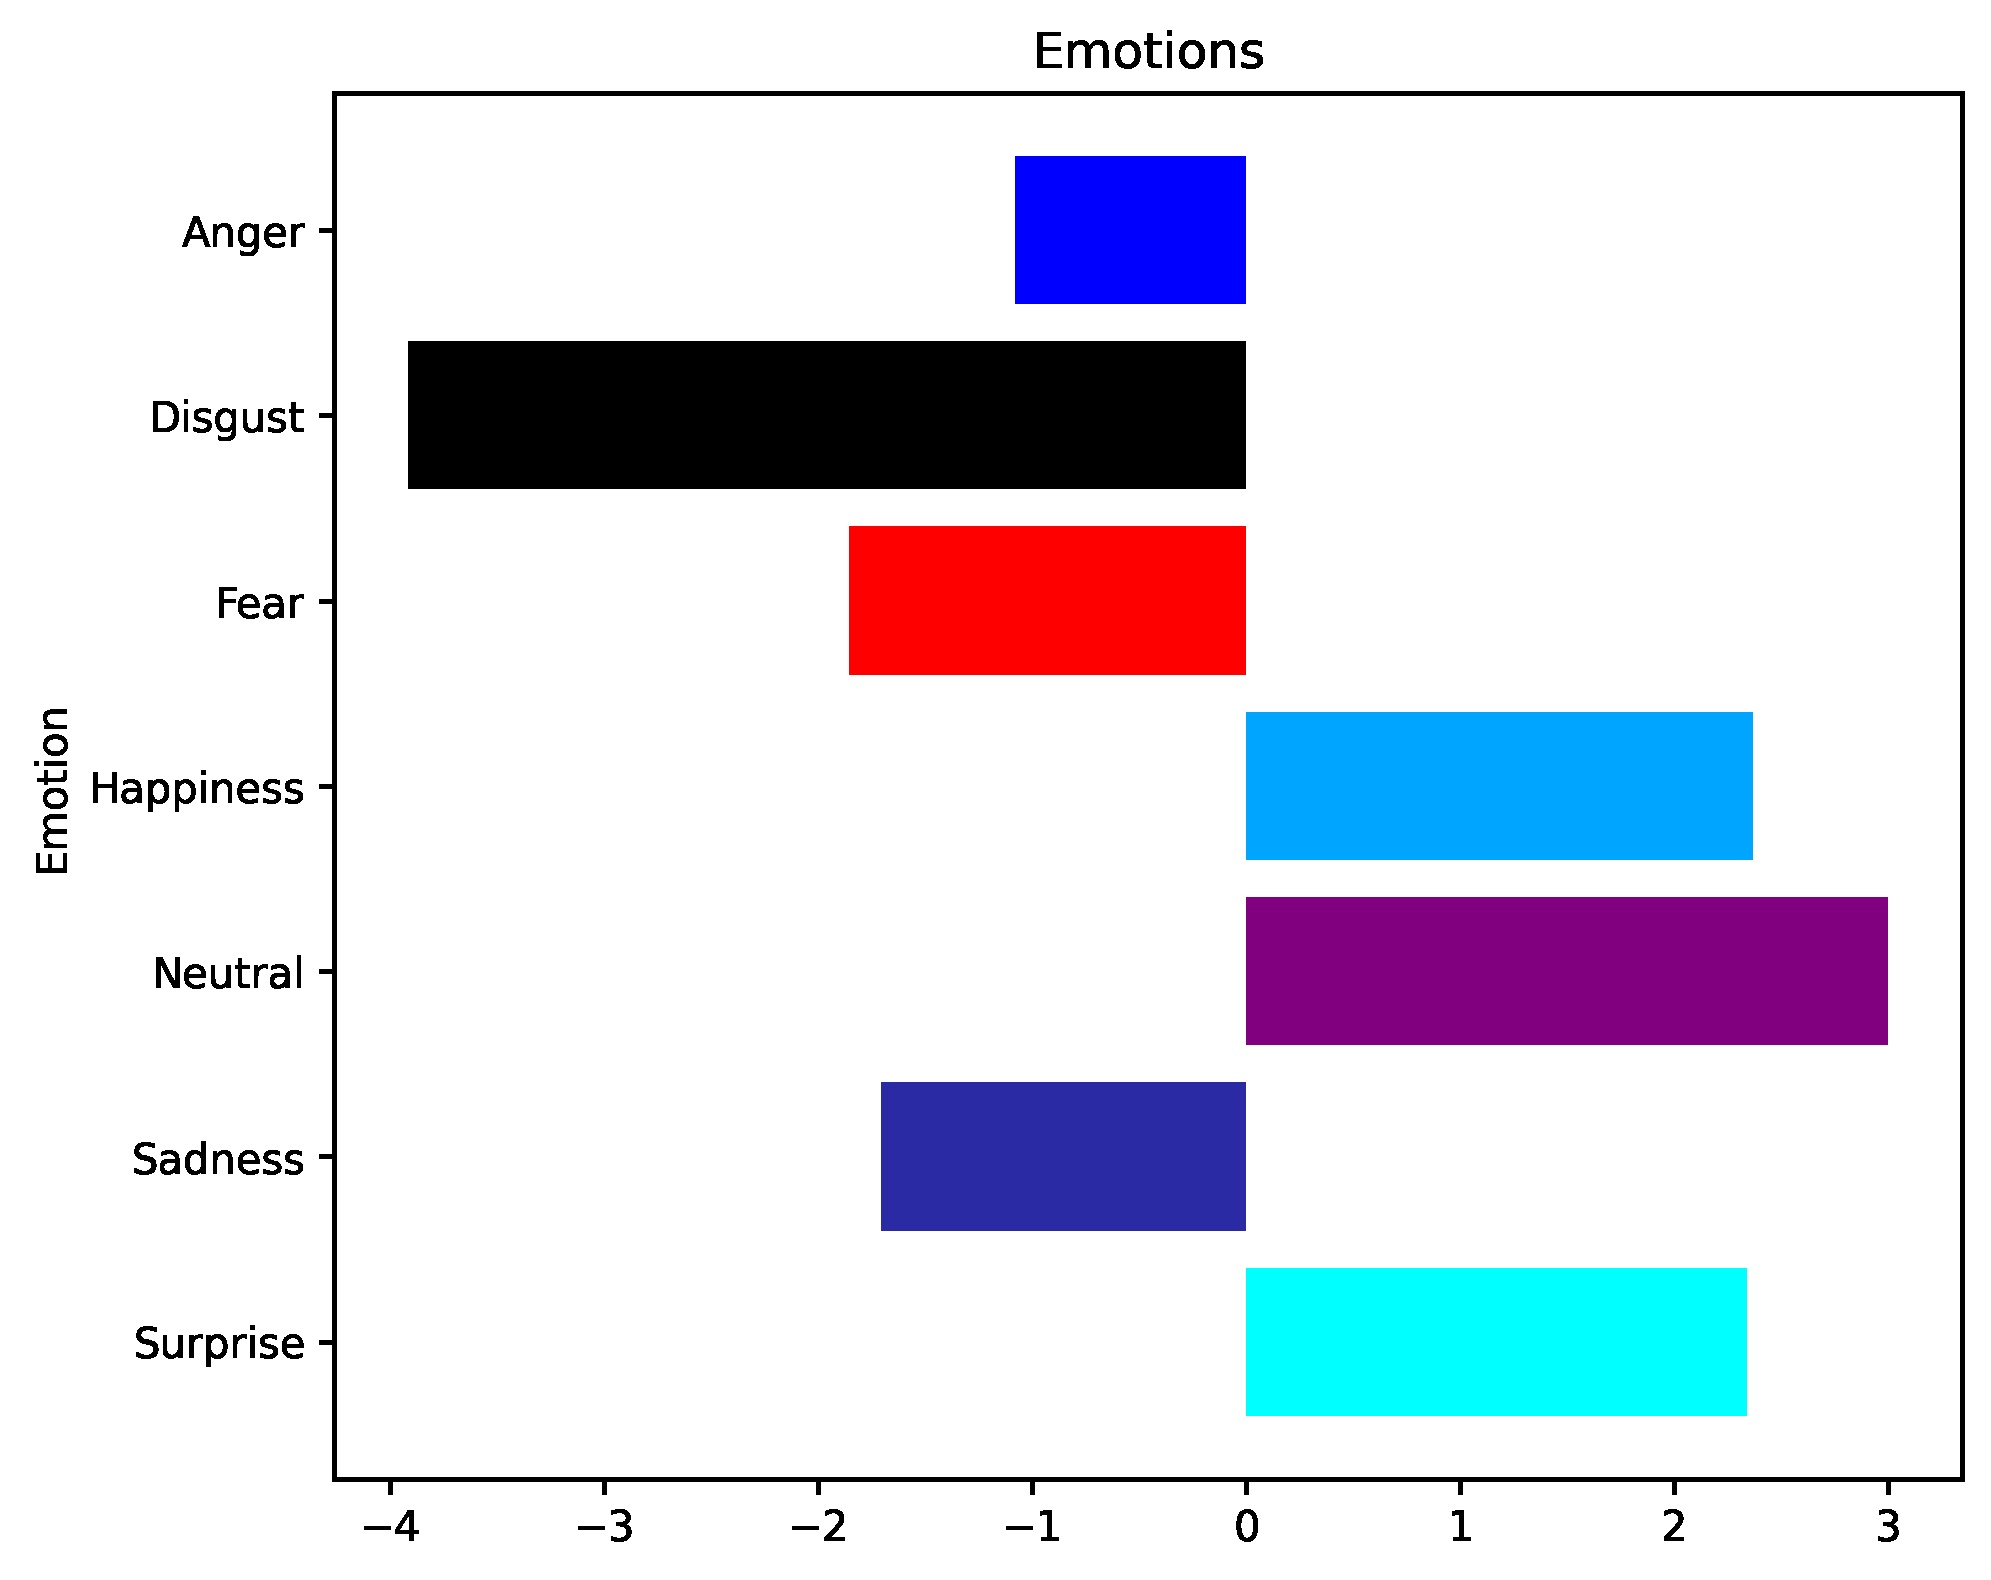 Emotions
Anger
Disgust
Fear
Happiness
Neutral
Sadness
Surprise
Emotion
−4 −3 −2 −1 0 1 2 3